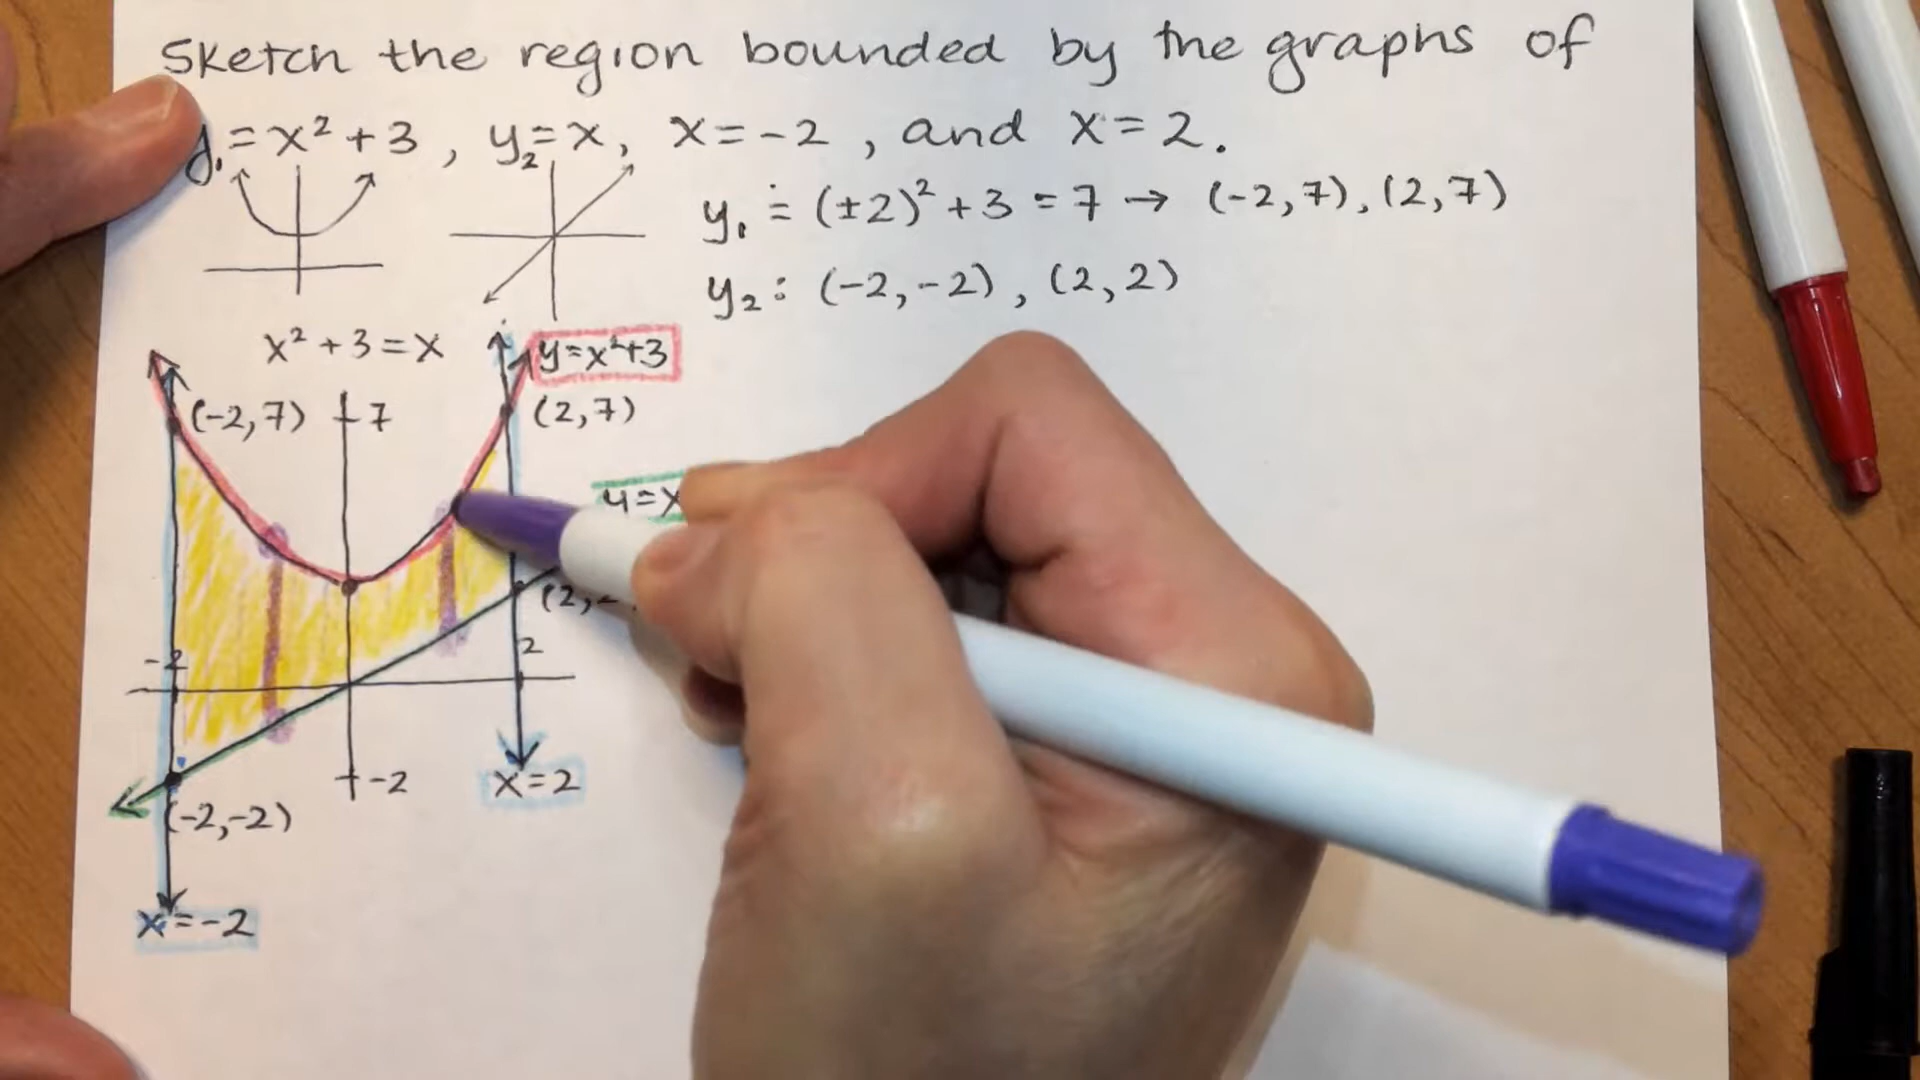 Sketch the region bounded by the graphs of
y₁=x²+3, y₂=x, x=-2, and x=2.
y₁: (±2)²+3=7 → (-2,7), (2,7)
y₂: (-2,-2), (2,2)
x²+3=x
y=x²+3
(-2,7)
7
(2,7)
y=x
-2
2
-2
x=2
(-2,-2)
x=-2